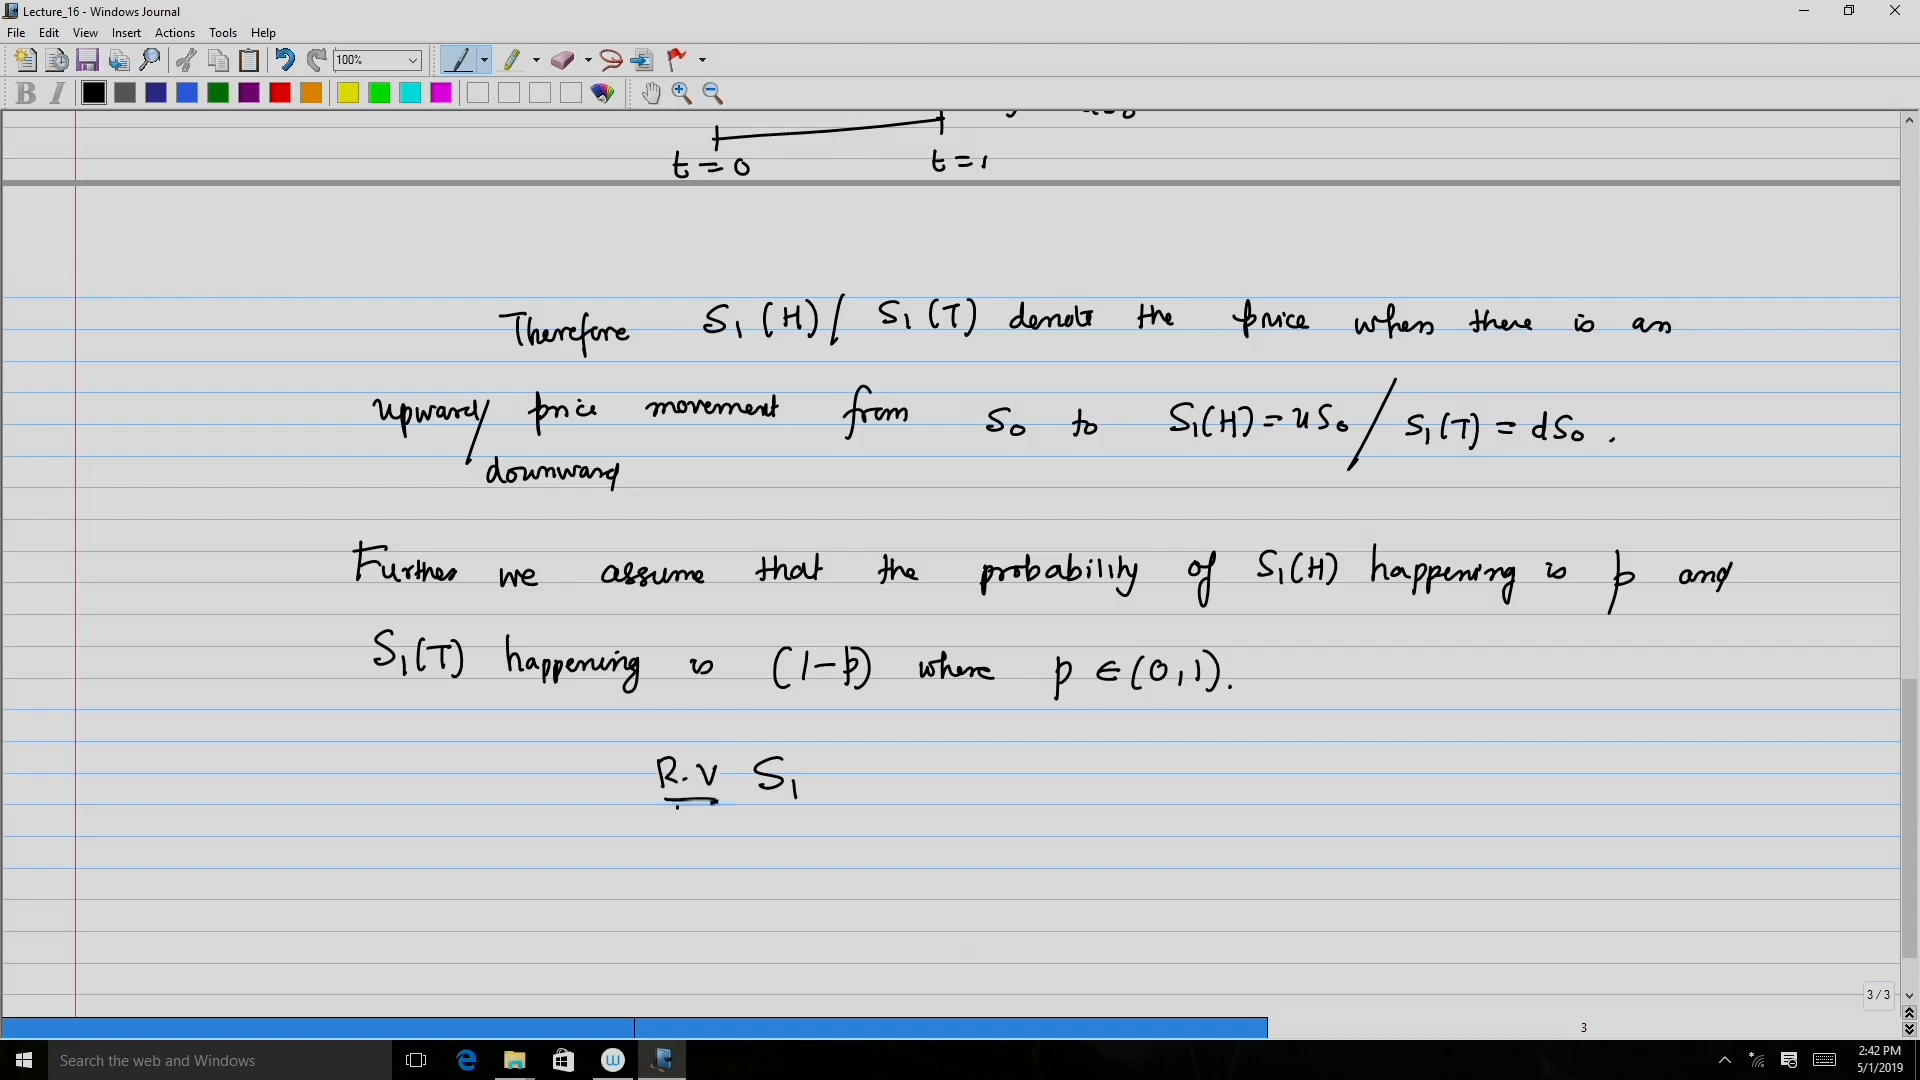 Lecture_16 - Windows Journal
File Edit View Insert Actions Tools Help
100%
B I
t = 0 t = 1
Therefore S₁(H) / S₁(T) denote the price when there is an
upward/ price movement from S₀ to S₁(H) = uS₀ / S₁(T) = dS₀ .
downward
Further we assume that the probability of S₁(H) happening is p and
S₁(T) happening is (1-p) where p ∈ (0,1).
R.V S₁
3 / 3
3
Search the web and Windows
2:42 PM
5/1/2019